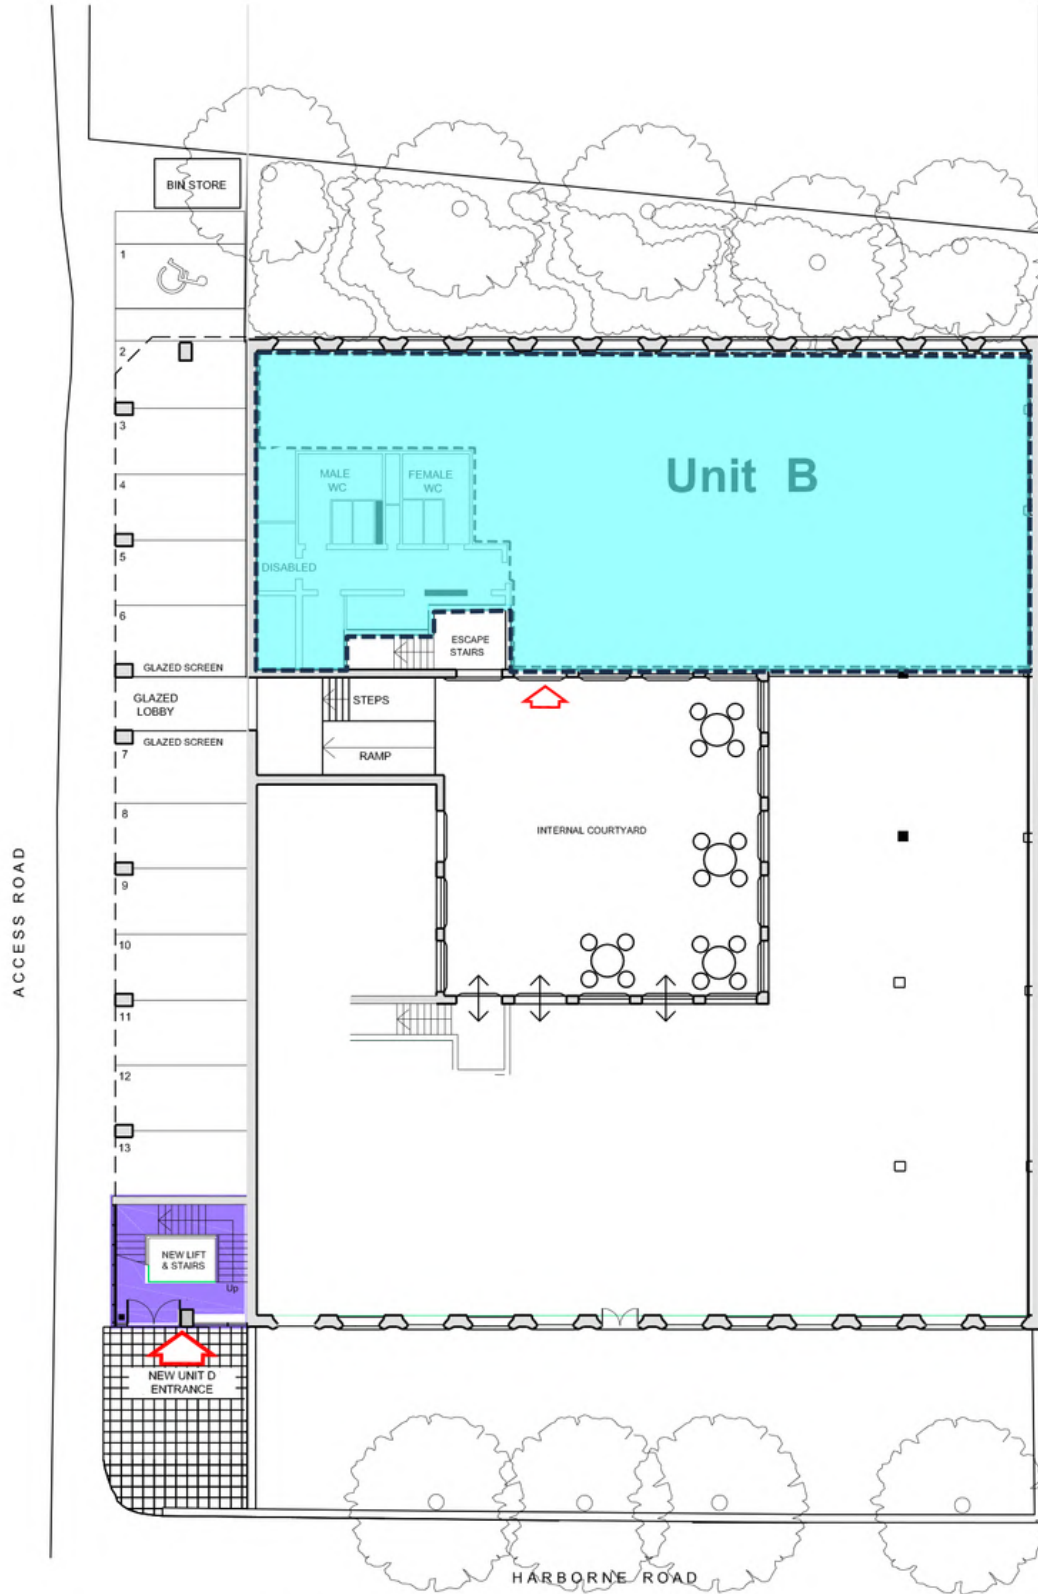 BIN STORE
1
2
3
4
5
6
MALE
WC
FEMALE
WC
Unit B
DISABLED
ESCAPE
STAIRS
GLAZED SCREEN
GLAZED
LOBBY
GLAZED SCREEN
STEPS
RAMP
7
8
9
10
11
12
13
INTERNAL COURTYARD
ACCESS ROAD
NEW LIFT
& STAIRS
Up
NEW UNIT D
ENTRANCE
HARBORNE ROAD